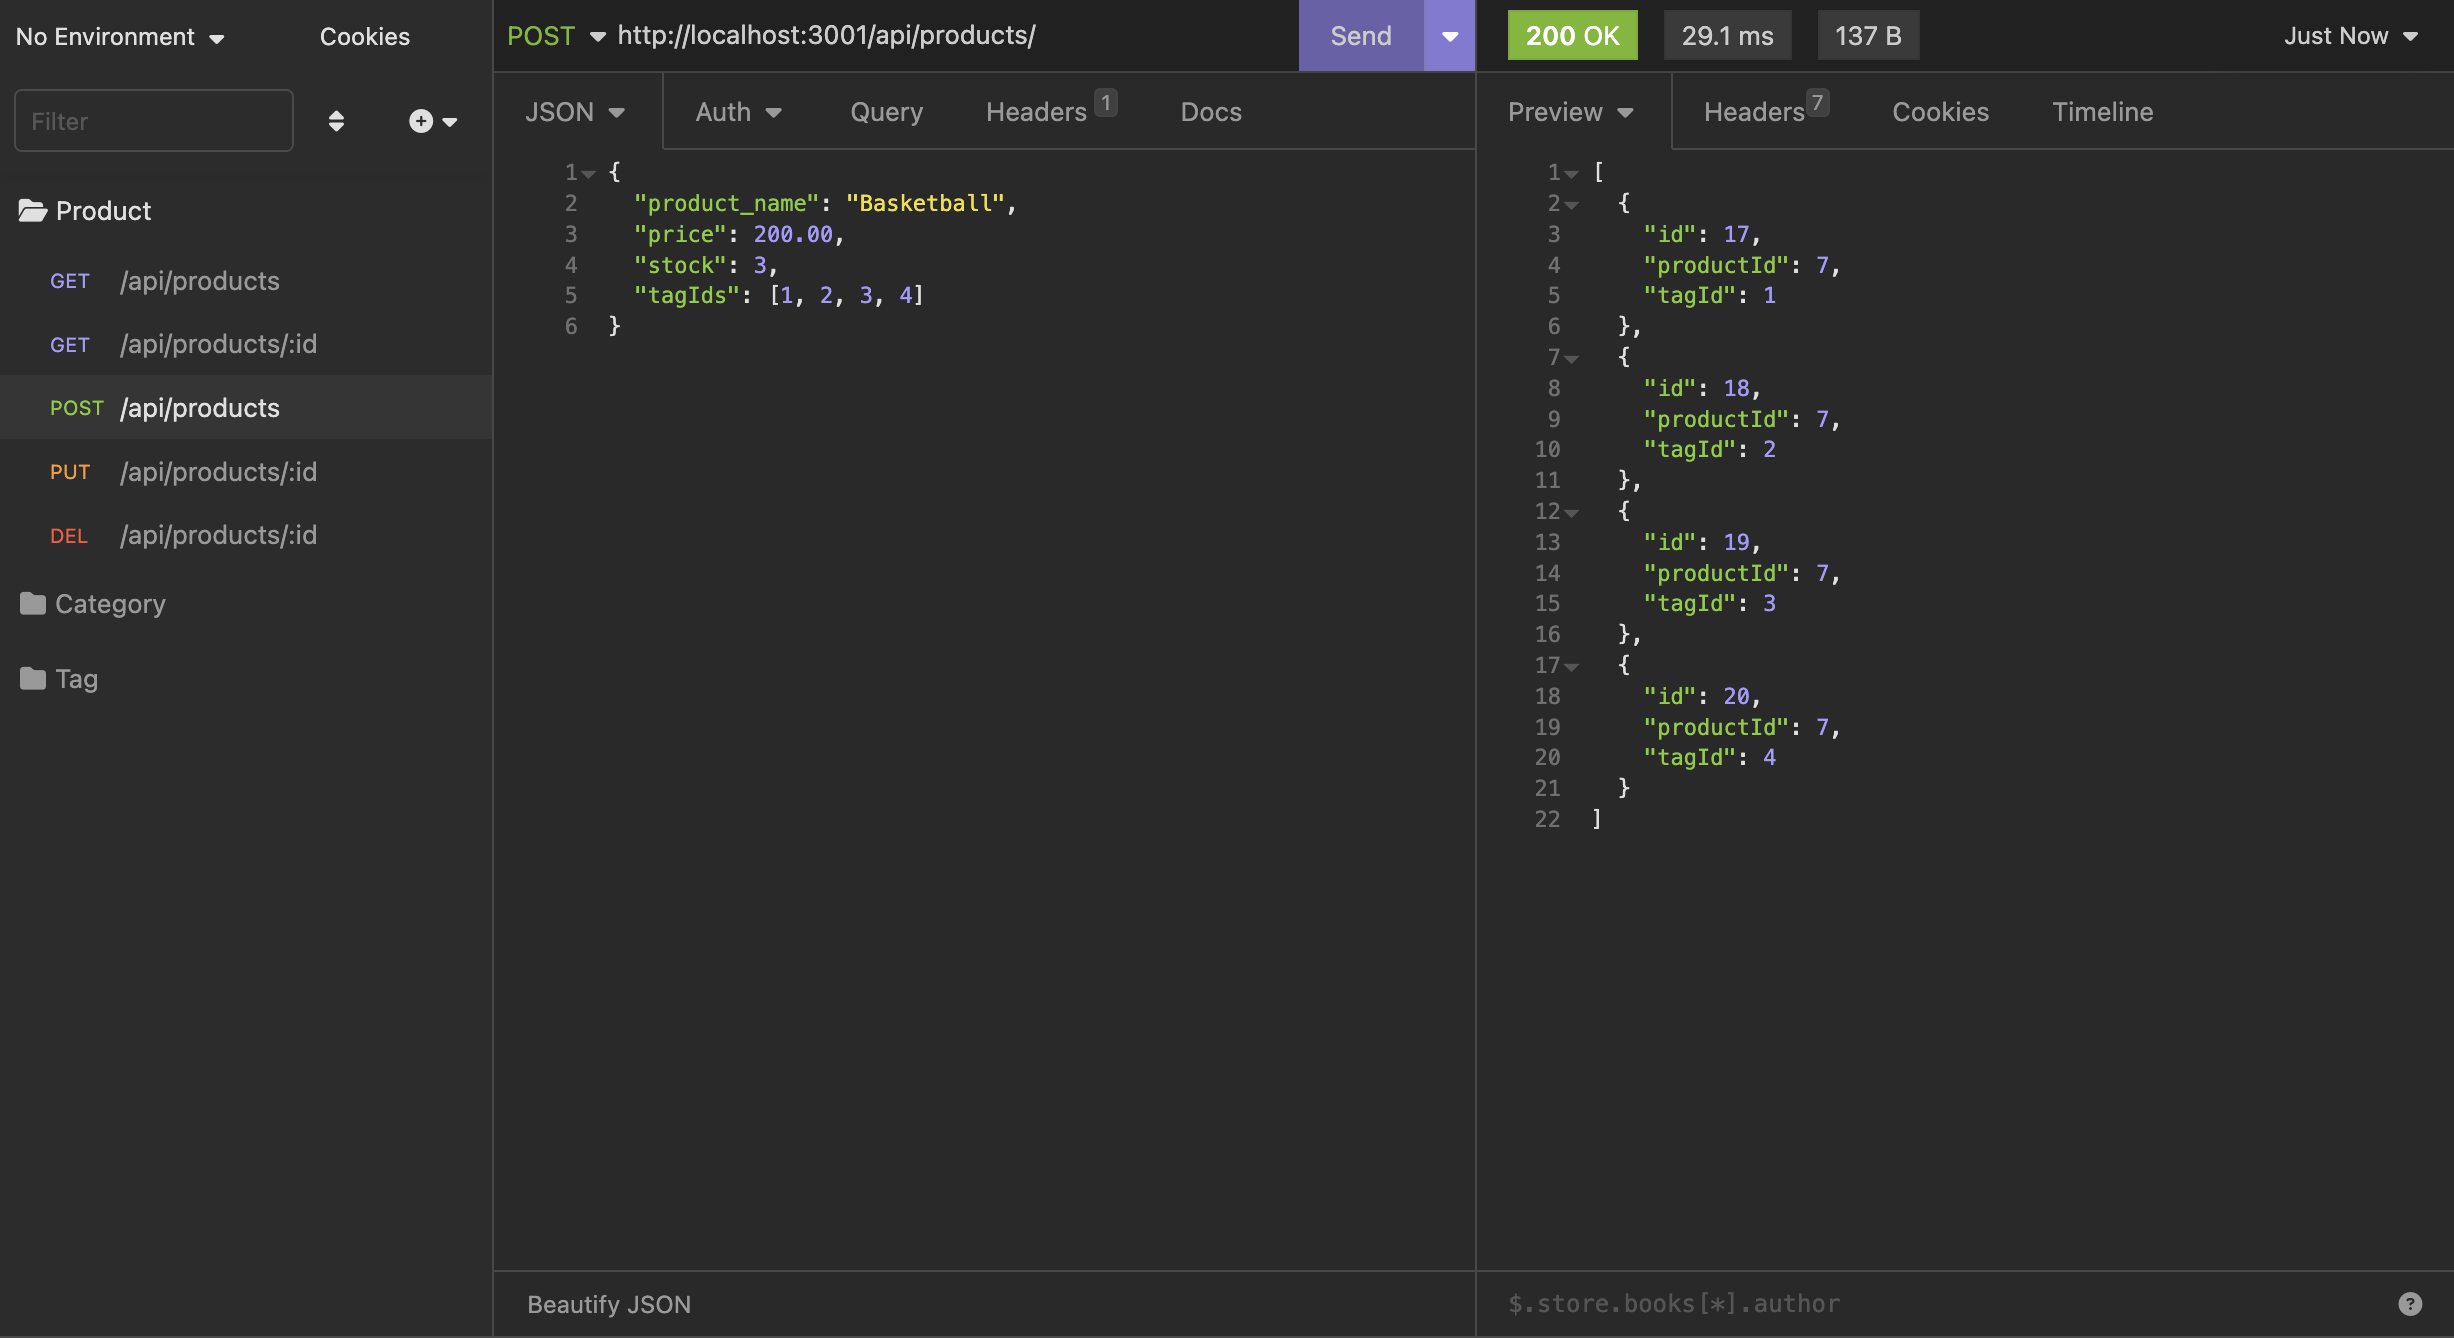 No Environment Cookies
Filter
Product
GET /api/products
GET /api/products/:id
POST /api/products
PUT /api/products/:id
DEL /api/products/:id
Category
Tag
POST http://localhost:3001/api/products/ Send
JSON Auth Query Headers 1 Docs
1 {
2 "product_name": "Basketball",
3 "price": 200.00,
4 "stock": 3,
5 "tagIds": [1, 2, 3, 4]
6 }
Beautify JSON
200 OK 29.1 ms 137 B Just Now
Preview Headers 7 Cookies Timeline
1 [
2 {
3 "id": 17,
4 "productId": 7,
5 "tagId": 1
6 },
7 {
8 "id": 18,
9 "productId": 7,
10 "tagId": 2
11 },
12 {
13 "id": 19,
14 "productId": 7,
15 "tagId": 3
16 },
17 {
18 "id": 20,
19 "productId": 7,
20 "tagId": 4
21 }
22 ]
$.store.books[*].author ?